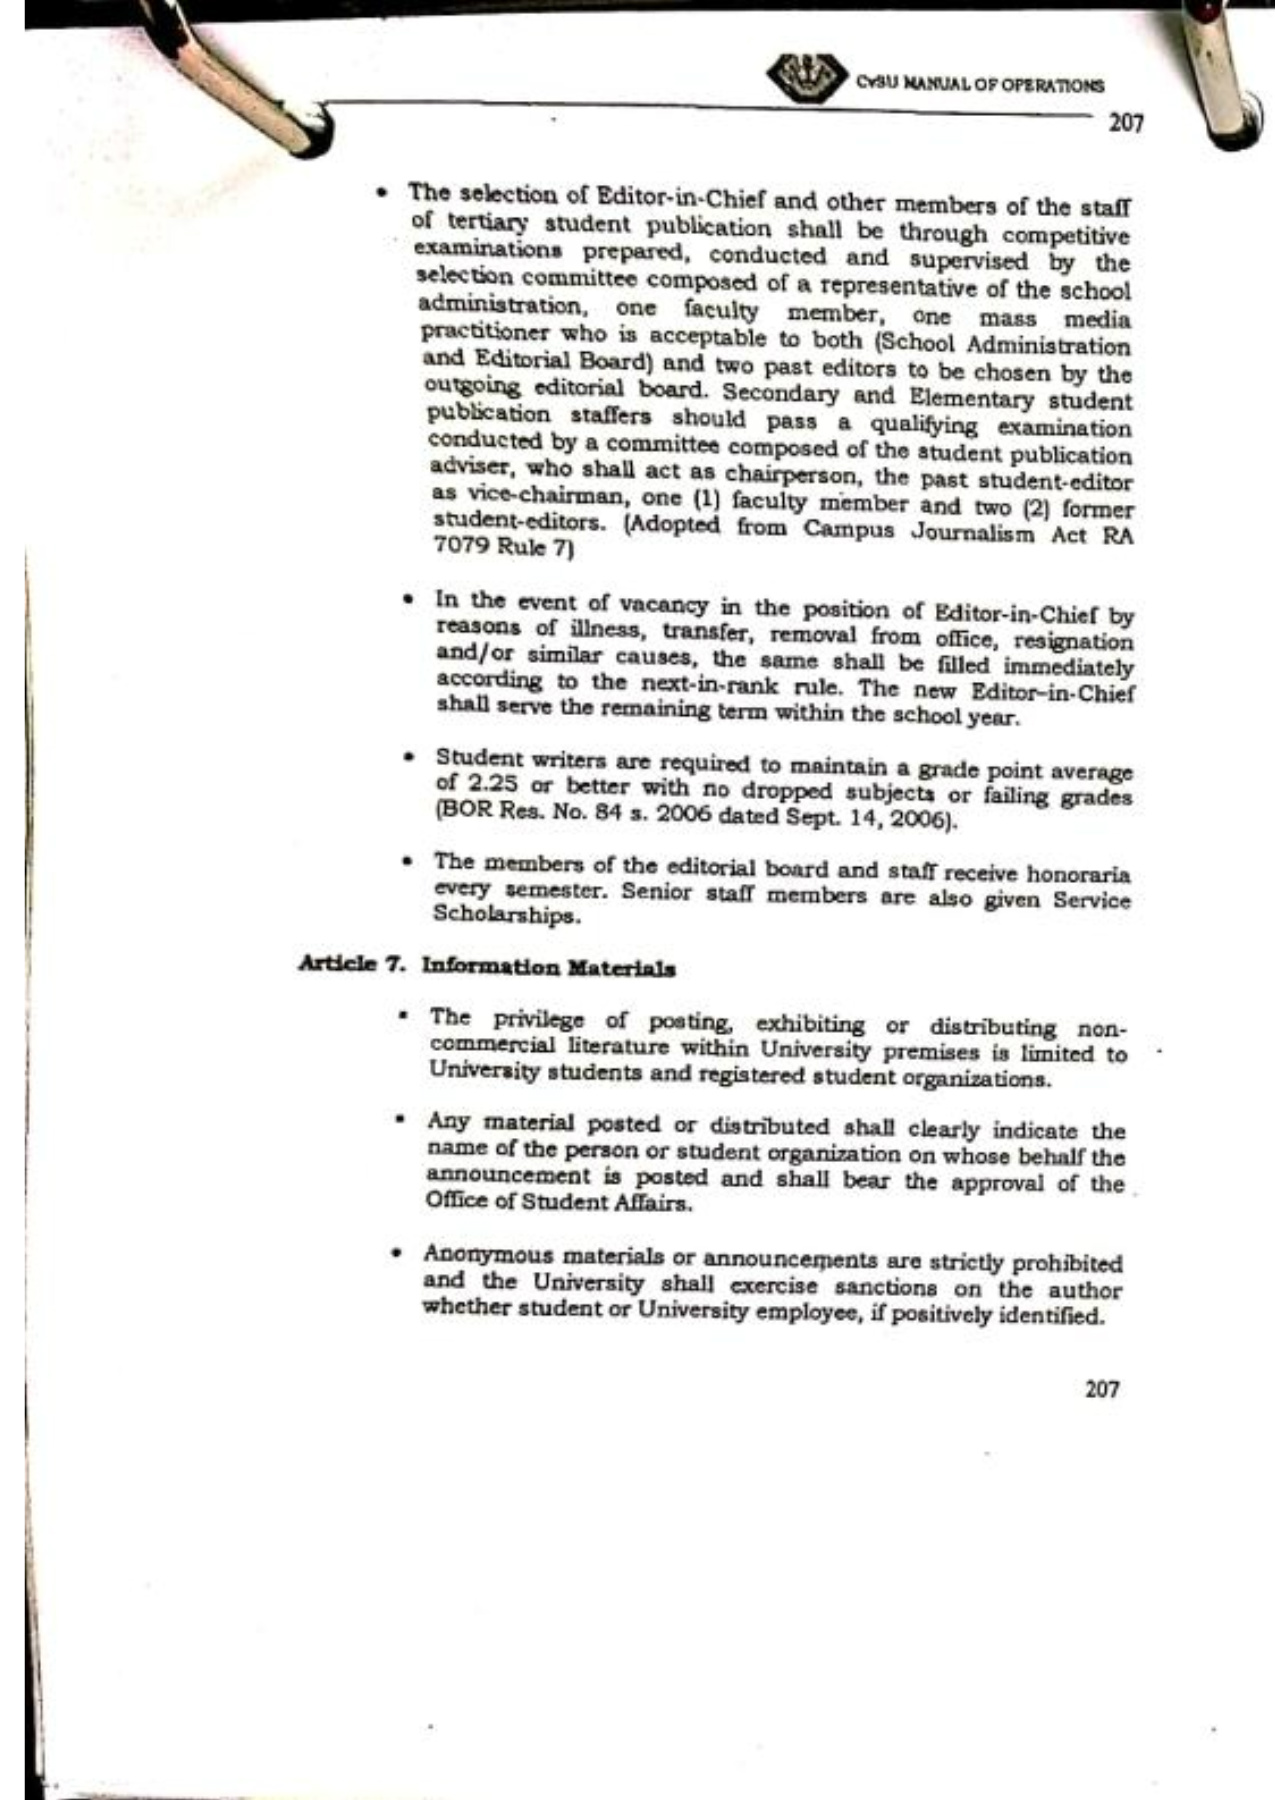 CvSU MANUAL OF OPERATIONS
207
• The selection of Editor-in-Chief and other members of the staff
of tertiary student publication shall be through competitive
examinations prepared, conducted and supervised by the
selection committee composed of a representative of the school
administration, one faculty member, one mass media
practitioner who is acceptable to both (School Administration
and Editorial Board) and two past editors to be chosen by the
outgoing editorial board. Secondary and Elementary student
publication staffers should pass a qualifying examination
conducted by a committee composed of the student publication
adviser, who shall act as chairperson, the past student-editor
as vice-chairman, one (1) faculty member and two (2) former
student-editors. (Adopted from Campus Journalism Act RA
7079 Rule 7)
• In the event of vacancy in the position of Editor-in-Chief by
reasons of illness, transfer, removal from office, resignation
and/or similar causes, the same shall be filled immediately
according to the next-in-rank rule. The new Editor-in-Chief
shall serve the remaining term within the school year.
• Student writers are required to maintain a grade point average
of 2.25 or better with no dropped subjects or failing grades
(BOR Res. No. 84 s. 2006 dated Sept. 14, 2006).
• The members of the editorial board and staff receive honoraria
every semester. Senior staff members are also given Service
Scholarships.
Article 7. Information Materials
▪ The privilege of posting, exhibiting or distributing non-
commercial literature within University premises is limited to
University students and registered student organizations.
▪ Any material posted or distributed shall clearly indicate the
name of the person or student organization on whose behalf the
announcement is posted and shall bear the approval of the
Office of Student Affairs.
• Anonymous materials or announcements are strictly prohibited
and the University shall exercise sanctions on the author
whether student or University employee, if positively identified.
207